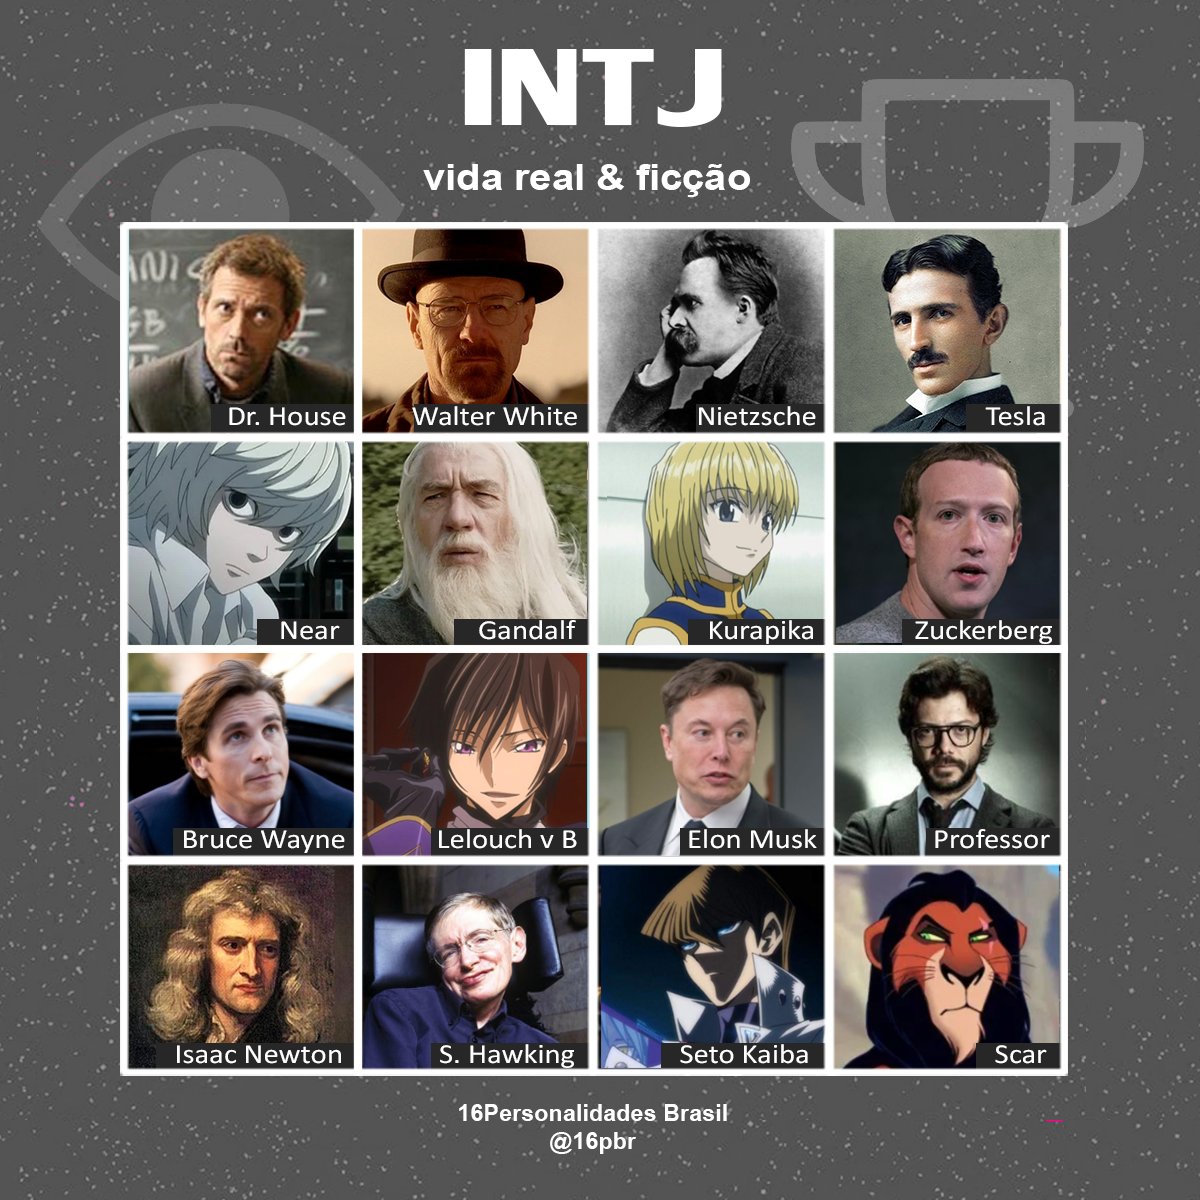 INTJ
vida real & ficção
Dr. House
Walter White
Nietzsche
Tesla
Near
Gandalf
Kurapika
Zuckerberg
Bruce Wayne
Lelouch v B
Elon Musk
Professor
Isaac Newton
S. Hawking
Seto Kaiba
Scar
16Personalidades Brasil
@16pbr